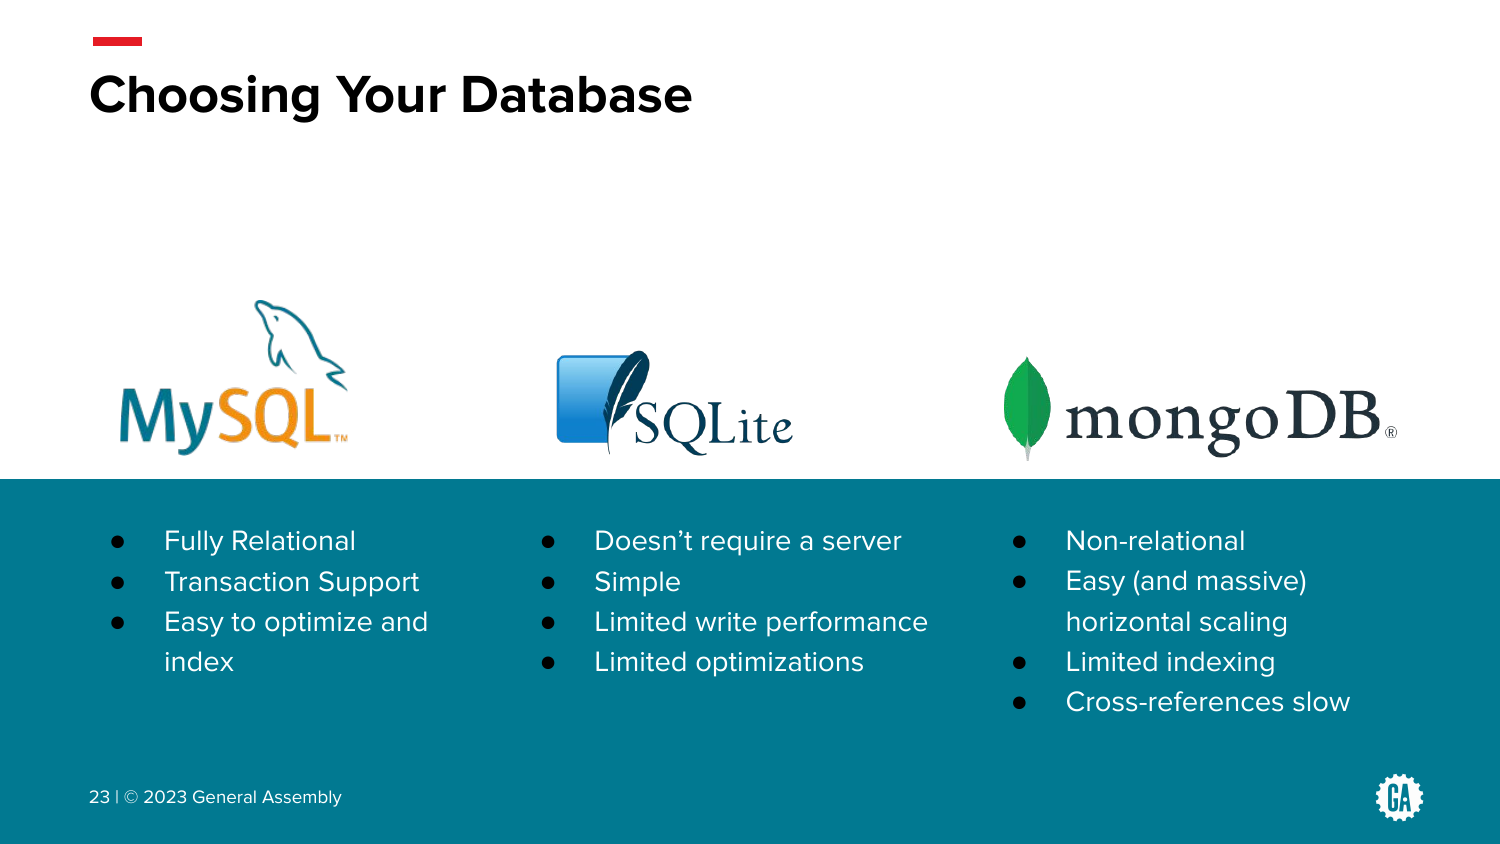 Choosing Your Database
MySQL™
SQLite
mongoDB®
● Fully Relational
● Transaction Support
● Easy to optimize and
index
● Doesn’t require a server
● Simple
● Limited write performance
● Limited optimizations
● Non-relational
● Easy (and massive)
horizontal scaling
● Limited indexing
● Cross-references slow
23 | © 2023 General Assembly
GA